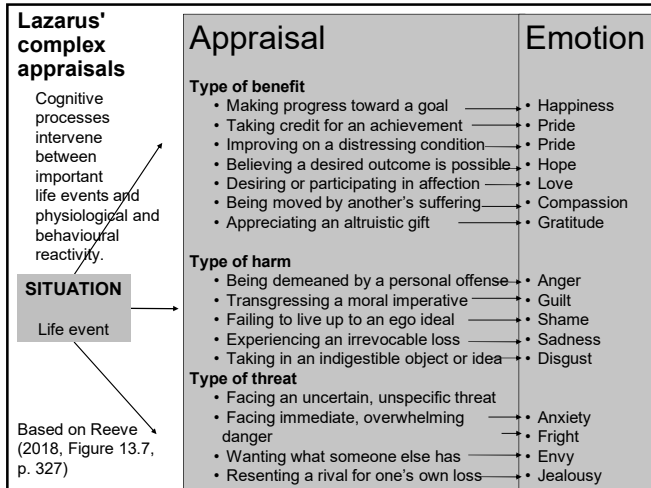 Lazarus'
complex
appraisals
Cognitive
processes
intervene
between
important
life events and
physiological and
behavioural
reactivity.
SITUATION
Life event
Based on Reeve
(2018, Figure 13.7,
p. 327)
Appraisal
Type of benefit
• Making progress toward a goal
• Taking credit for an achievement
• Improving on a distressing condition
• Believing a desired outcome is possible
• Desiring or participating in affection
• Being moved by another's suffering
• Appreciating an altruistic gift
Type of harm
• Being demeaned by a personal offense
• Transgressing a moral imperative
• Failing to live up to an ego ideal
• Experiencing an irrevocable loss
• Taking in an indigestible object or idea
Type of threat
• Facing an uncertain, unspecific threat
• Facing immediate, overwhelming
danger
• Wanting what someone else has
• Resenting a rival for one's own loss
Emotion
• Happiness
• Pride
• Pride
• Hope
• Love
• Compassion
• Gratitude
• Anger
• Guilt
• Shame
• Sadness
• Disgust
• Anxiety
• Fright
• Envy
• Jealousy